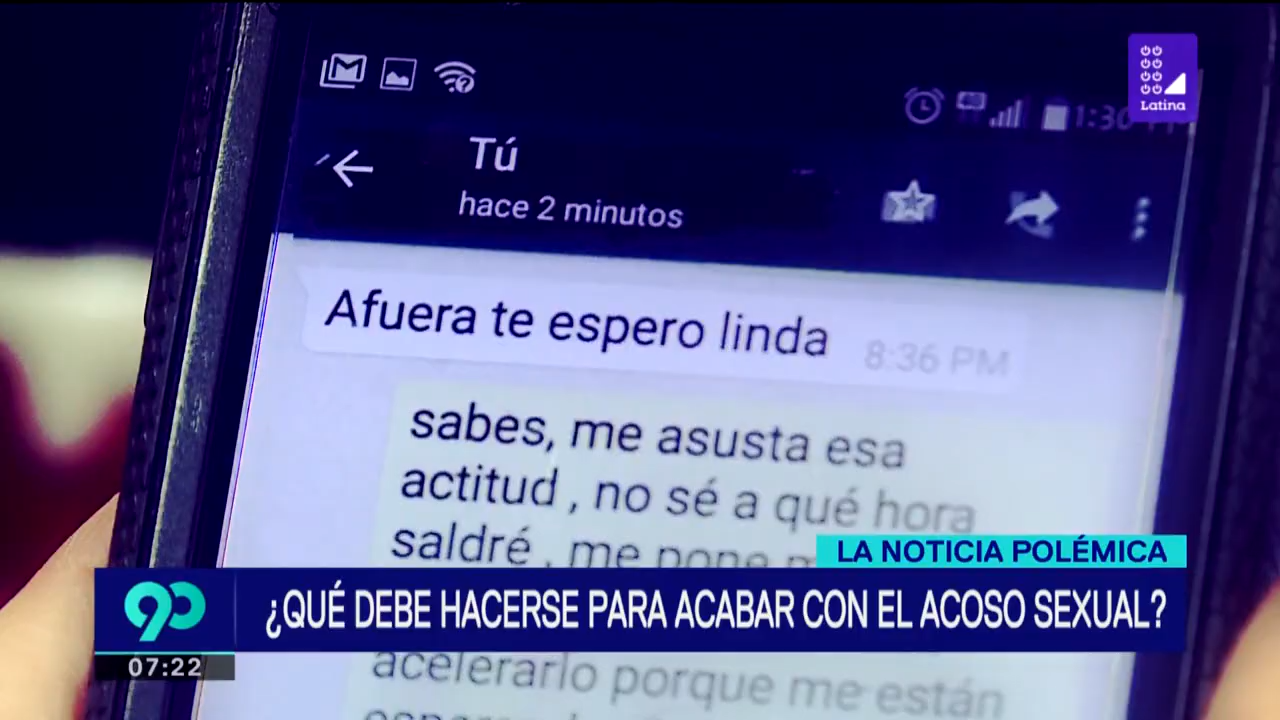 Latina
Tú
hace 2 minutos
Afuera te espero linda
8:36 PM
sabes, me asusta esa
actitud , no sé a qué hora
saldré , me pone
LA NOTICIA POLÉMICA
90
¿QUÉ DEBE HACERSE PARA ACABAR CON EL ACOSO SEXUAL?
07:22
acelerarlo porque me están